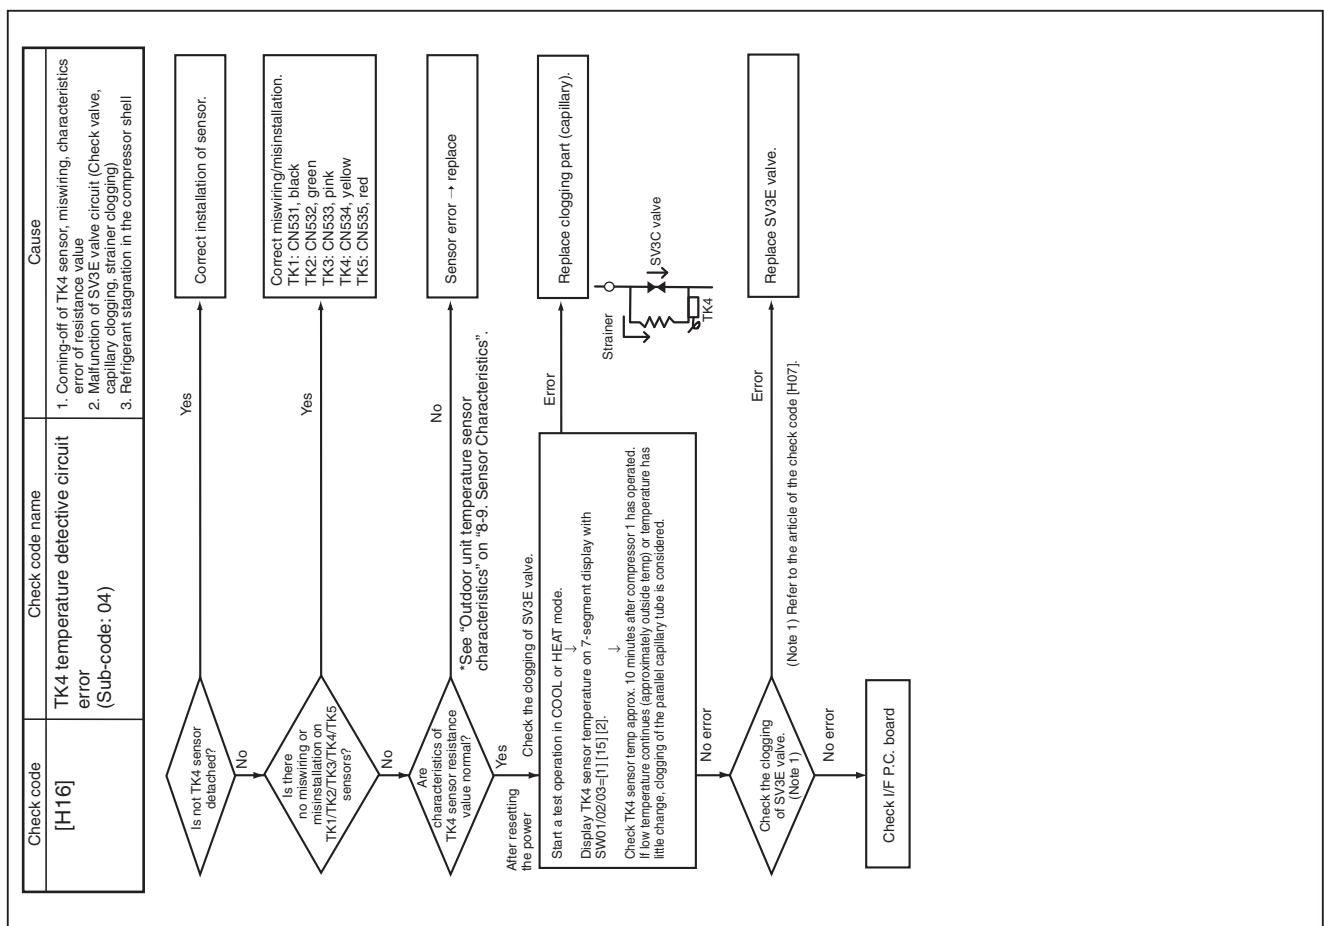 Check code
Check code name
Cause
[H16]
TK4 temperature detective circuit
error
(Sub-code: 04)
1. Coming-off of TK4 sensor, miswiring, characteristics
error of resistance value
2. Malfunction of SV3E valve circuit (Check valve,
capillary clogging, strainer clogging)
3. Refrigerant stagnation in the compressor shell
Is not TK4 sensor
detached?
Yes
Correct installation of sensor.
No
Is there
no miswiring or
misinstallation on
TK1/TK2/TK3/TK4/TK5
sensors?
Yes
Correct miswiring/misinstallation.
TK1: CN531, black
TK2: CN532, green
TK3: CN533, pink
TK4: CN534, yellow
TK5: CN535, red
No
Are
characteristics of
TK4 sensor resistance
value normal?
No
Sensor error → replace
*See “Outdoor unit temperature sensor
characteristics” on “8-9. Sensor Characteristics”.
Yes
After resetting
the power
Check the clogging of SV3E valve.
Start a test operation in COOL or HEAT mode.
↓
Display TK4 sensor temperature on 7-segment display with
SW01/02/03=[1] [15] [2].
↓
Check TK4 sensor temp approx. 10 minutes after compressor 1 has operated.
If low temperature continues (approximately outside temp) or temperature has
little change, clogging of the parallel capillary tube is considered.
Error
Replace clogging part (capillary).
Strainer
SV3C valve
TK4
No error
Check the clogging
of SV3E valve.
(Note 1)
Error
Replace SV3E valve.
(Note 1) Refer to the article of the check code [H07].
No error
Check I/F P.C. board